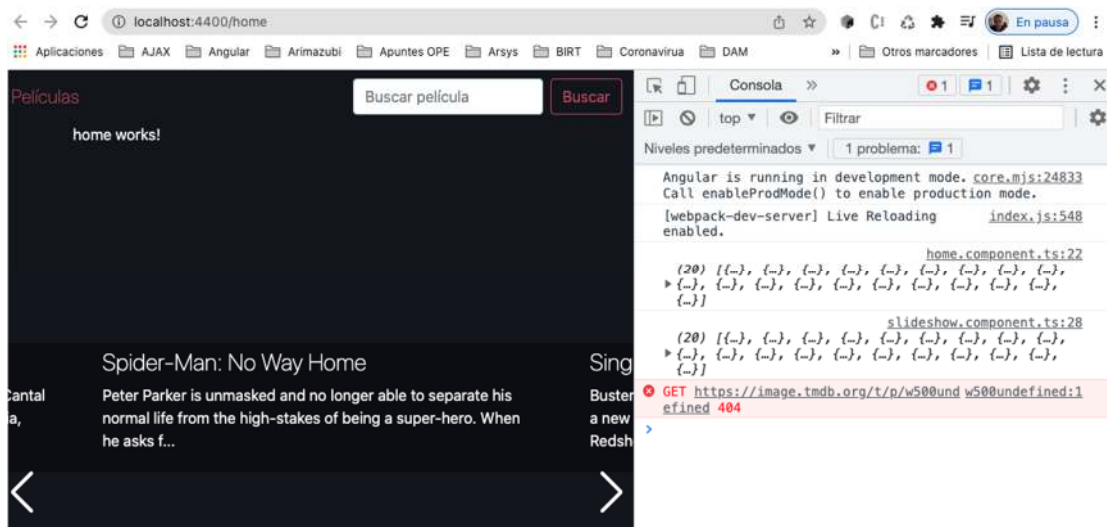 localhost:4400/home
En pausa
Aplicaciones AJAX Angular Arimazubi Apuntes OPE Arsys BIRT Coronavirua DAM » Otros marcadores Lista de lectura
Películas Buscar película Buscar
home works!
Spider-Man: No Way Home
Peter Parker is unmasked and no longer able to separate his
normal life from the high-stakes of being a super-hero. When
he asks f...
Cantal
a,
Sing
Buster
a new
Redsh
Consola » 1 1
top Filtrar
Niveles predeterminados 1 problema: 1
Angular is running in development mode. core.mjs:24833
Call enableProdMode() to enable production mode.
[webpack-dev-server] Live Reloading index.js:548
enabled.
home.component.ts:22
(20) [{…}, {…}, {…}, {…}, {…}, {…}, {…}, {…}, {…},
{…}, {…}, {…}, {…}, {…}, {…}, {…}, {…}, {…}, {…},
{…}]
slideshow.component.ts:28
(20) [{…}, {…}, {…}, {…}, {…}, {…}, {…}, {…}, {…},
{…}, {…}, {…}, {…}, {…}, {…}, {…}, {…}, {…}, {…},
{…}]
GET https://image.tmdb.org/t/p/w500und w500undefined:1
efined 404